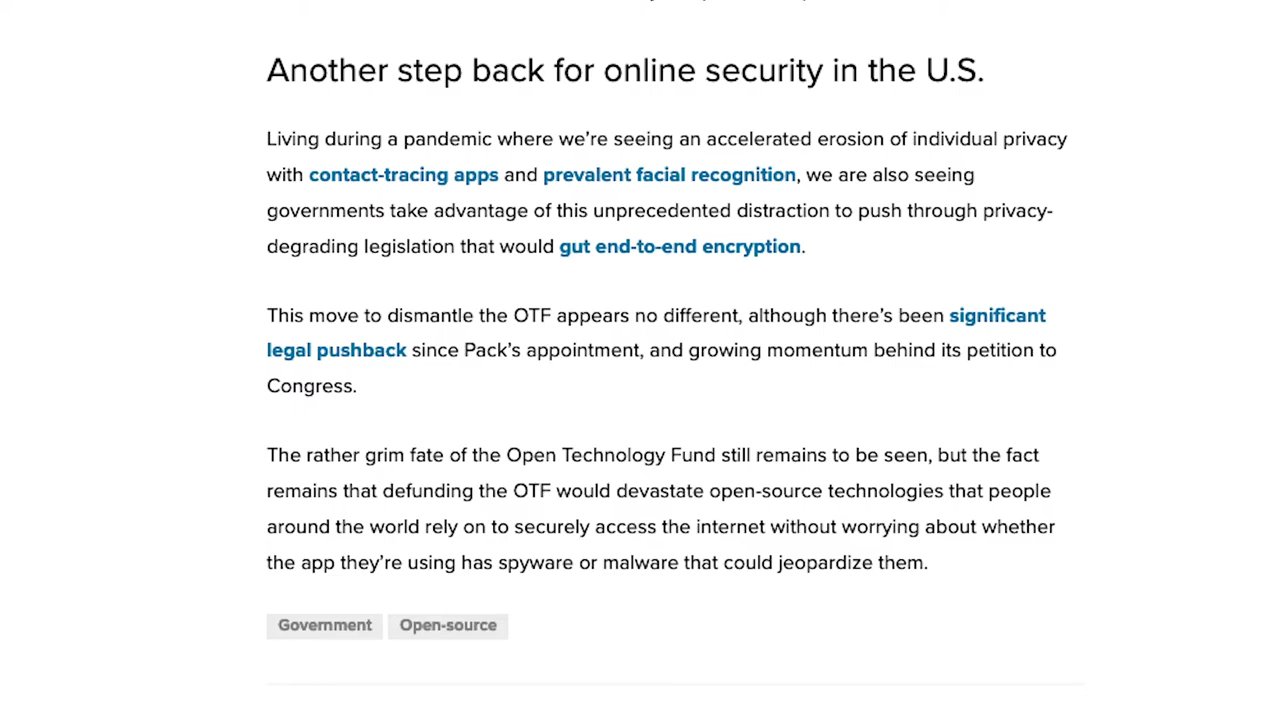 Another step back for online security in the U.S.
Living during a pandemic where we're seeing an accelerated erosion of individual privacy
with contact-tracing apps and prevalent facial recognition, we are also seeing
governments take advantage of this unprecedented distraction to push through privacy-
degrading legislation that would gut end-to-end encryption.
This move to dismantle the OTF appears no different, although there's been significant
legal pushback since Pack's appointment, and growing momentum behind its petition to
Congress.
The rather grim fate of the Open Technology Fund still remains to be seen, but the fact
remains that defunding the OTF would devastate open-source technologies that people
around the world rely on to securely access the internet without worrying about whether
the app they're using has spyware or malware that could jeopardize them.
Government Open-source